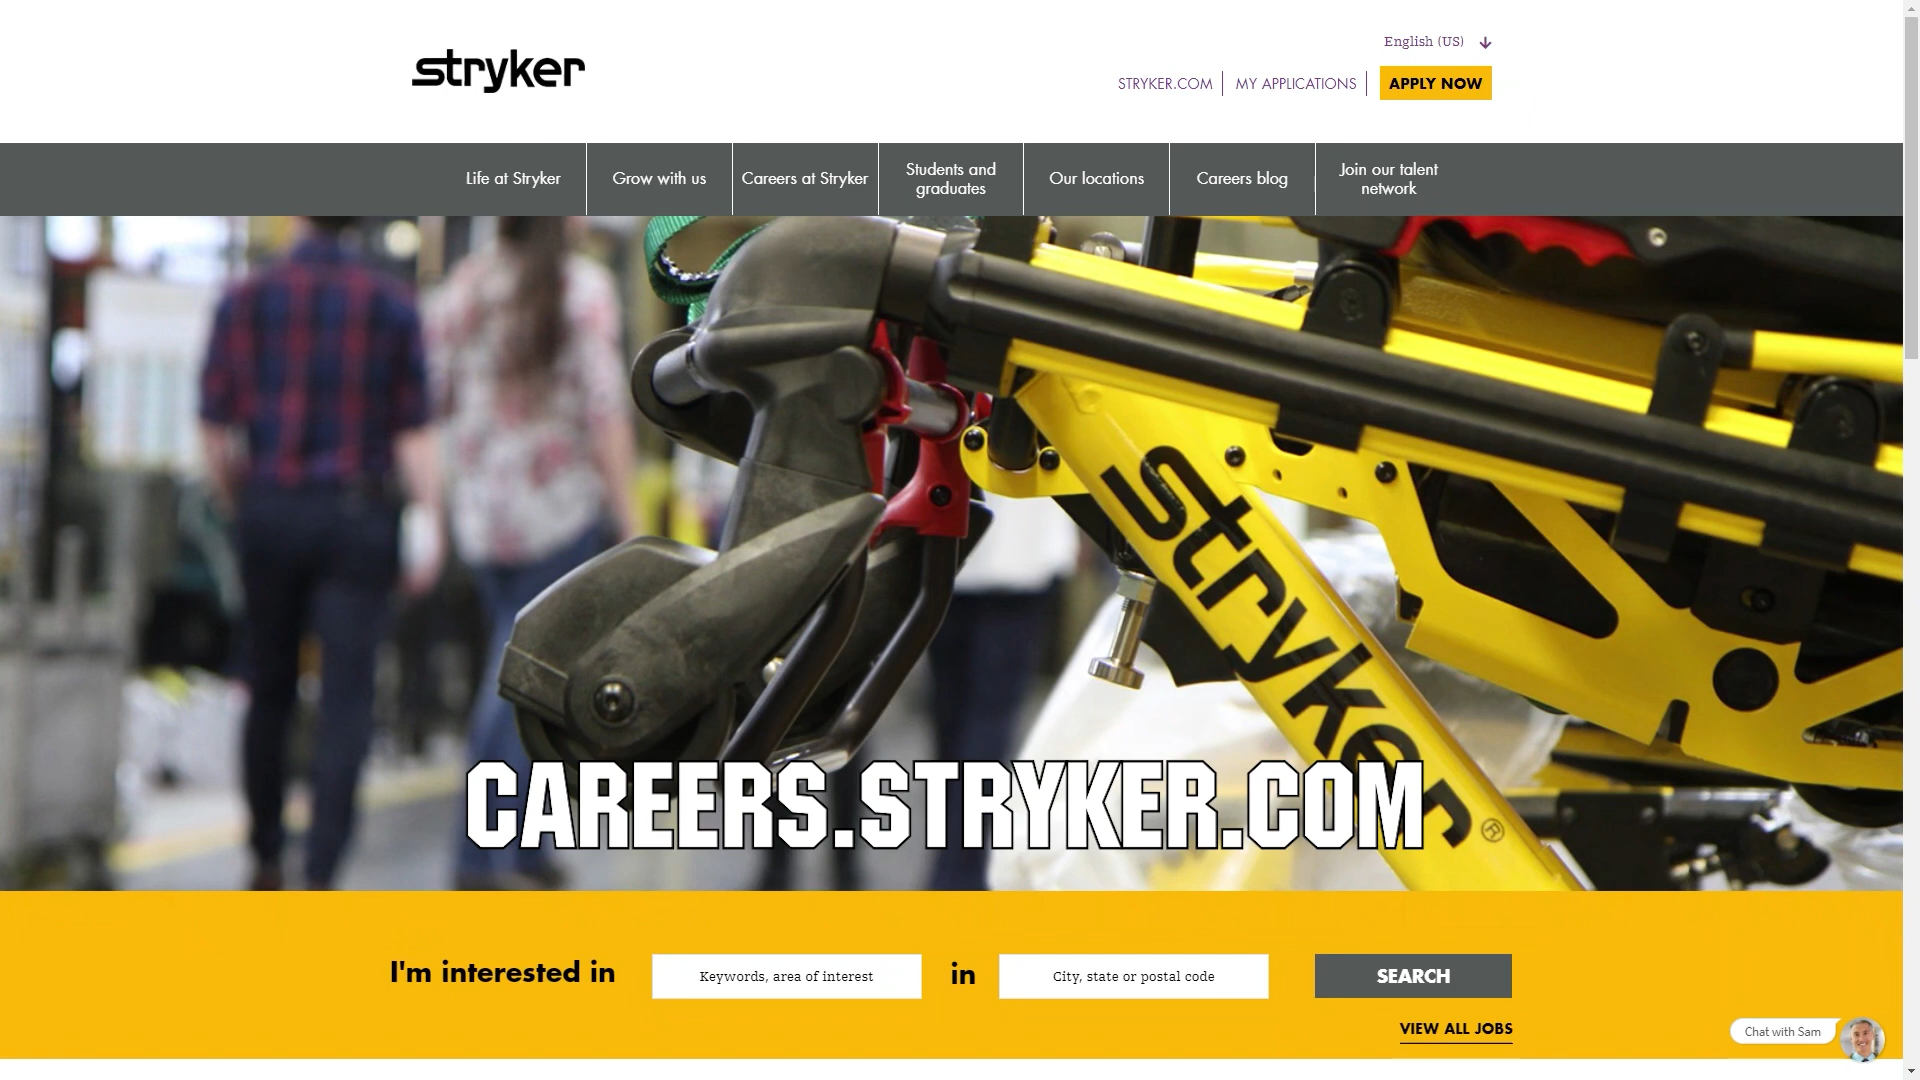 stryker
English (US)
STRYKER.COM
MY APPLICATIONS
APPLY NOW
Life at Stryker
Grow with us
Careers at Stryker
Students and
graduates
Our locations
Careers blog
Join our talent
network
stryker®
CAREERS.STRYKER.COM
I'm interested in
Keywords, area of interest
in
City, state or postal code
SEARCH
VIEW ALL JOBS
Chat with Sam